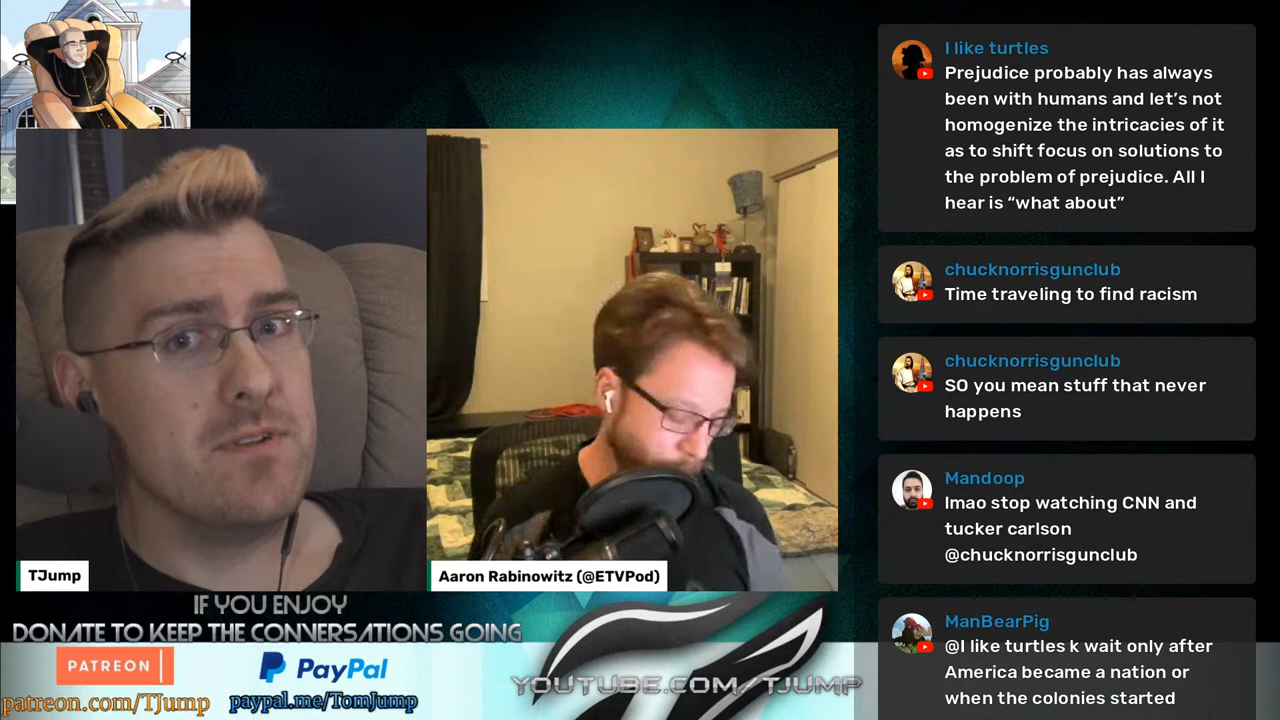 I like turtles
Prejudice probably has always
been with humans and let’s not
homogenize the intricacies of it
as to shift focus on solutions to
the problem of prejudice. All I
hear is “what about”
chucknorrisgunclub
Time traveling to find racism
chucknorrisgunclub
SO you mean stuff that never
happens
Mandoop
lmao stop watching CNN and
tucker carlson
@chucknorrisgunclub
ManBearPig
@I like turtles k wait only after
America became a nation or
when the colonies started
TJump
Aaron Rabinowitz (@ETVPod)
IF YOU ENJOY
DONATE TO KEEP THE CONVERSATIONS GOING
PATREON
PayPal
patreon.com/TJump
paypal.me/TomJump
YOUTUBE.COM/TJUMP